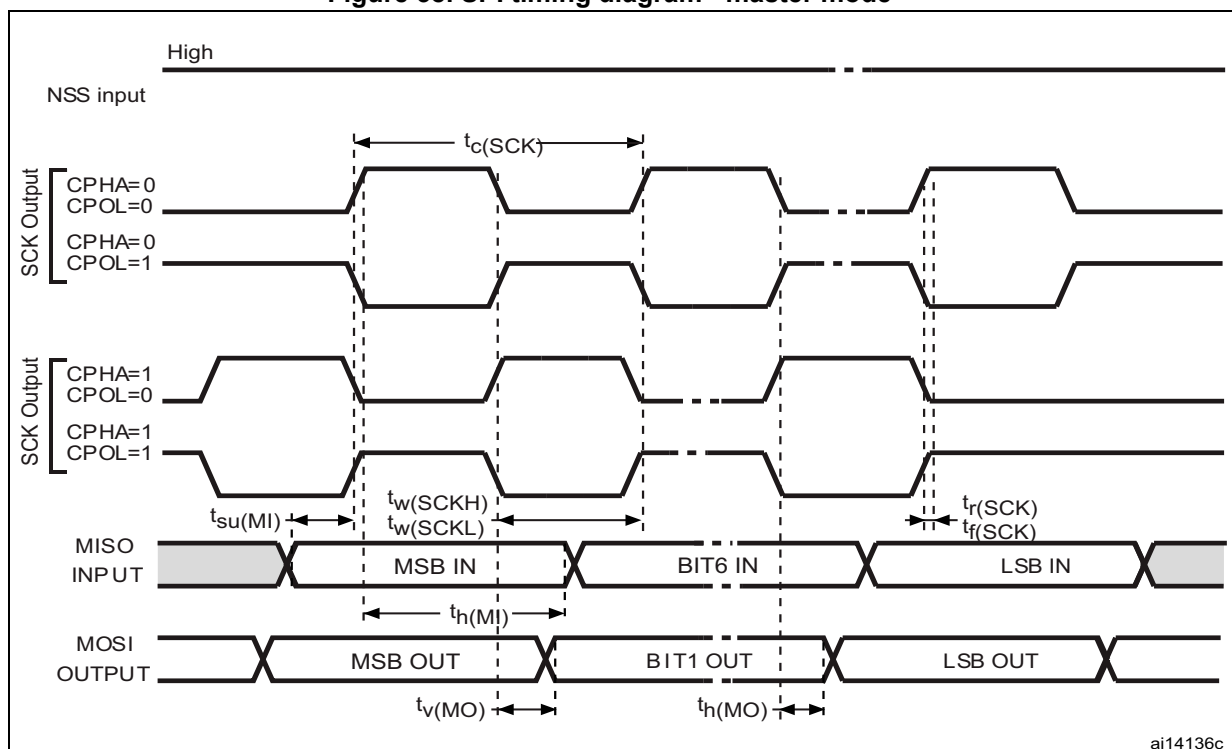 High
NSS input
tc(SCK)
SCK Output
CPHA=0
CPOL=0
CPHA=0
CPOL=1
SCK Output
CPHA=1
CPOL=0
CPHA=1
CPOL=1
tsu(MI)
tw(SCKH)
tw(SCKL)
tr(SCK)
tf(SCK)
MISO
INPUT
MSB IN
BIT6 IN
LSB IN
th(MI)
MOSI
OUTPUT
MSB OUT
BIT1 OUT
LSB OUT
tv(MO)
th(MO)
ai14136c